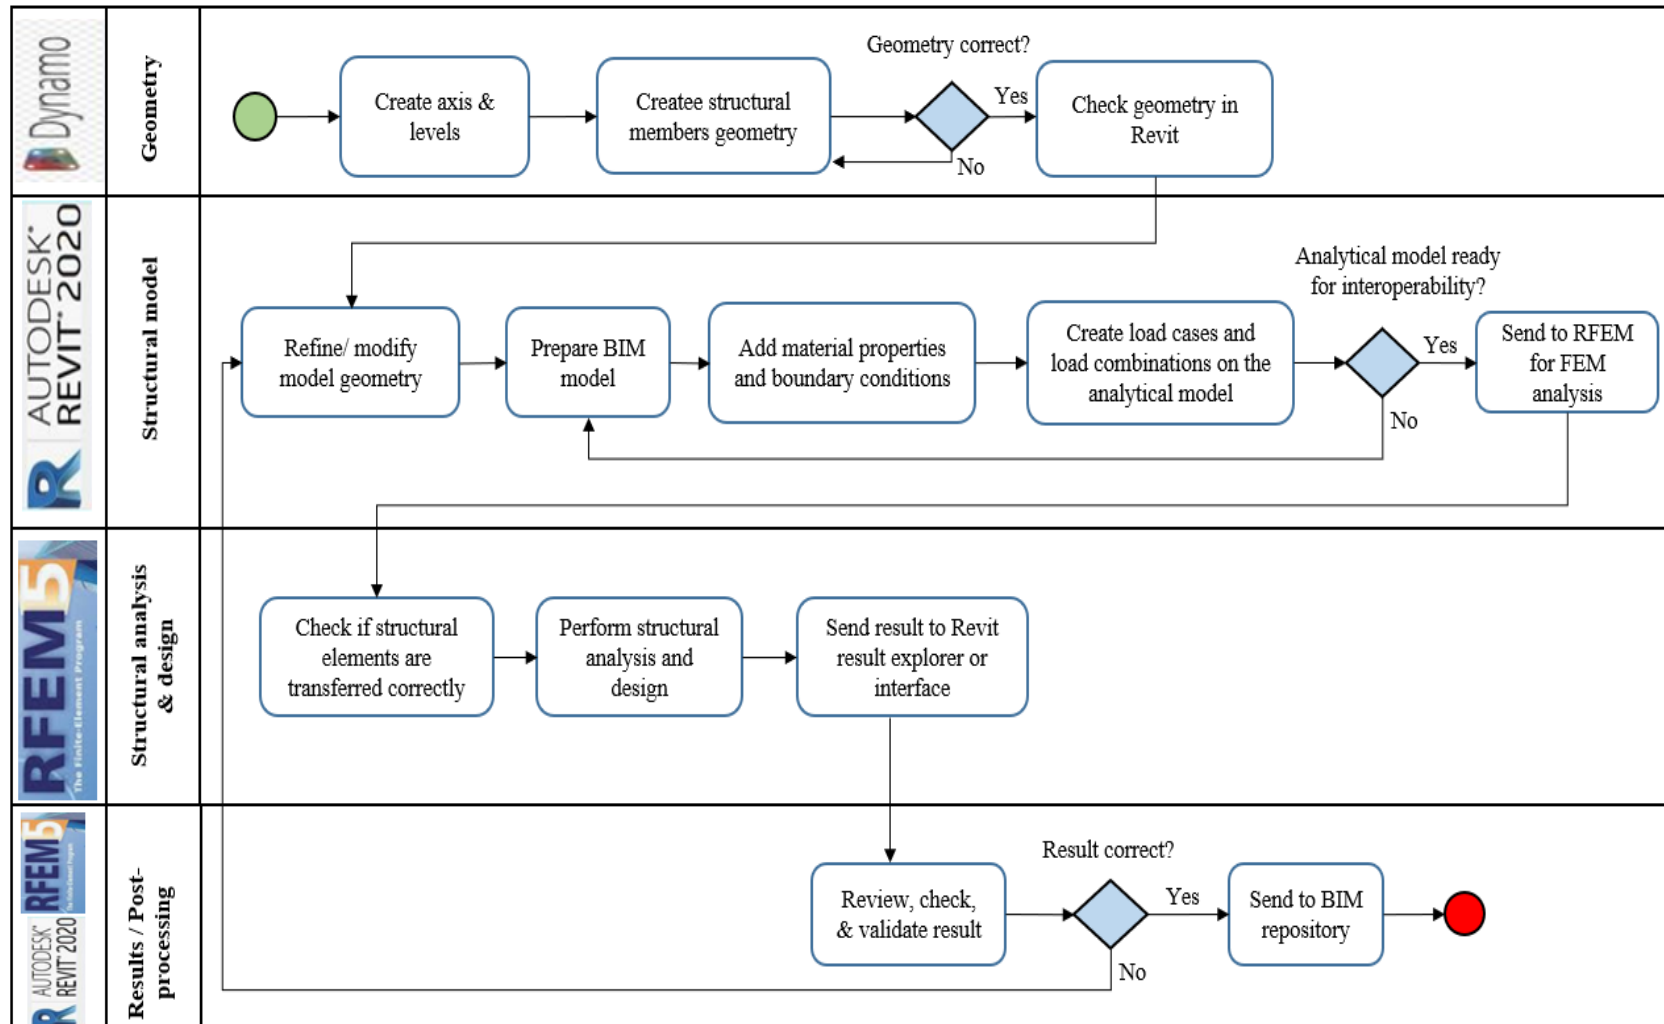 Dynamo
Geometry
Create axis &
levels
Createe structural
members geometry
Geometry correct?
Yes
No
Check geometry in
Revit
AUTODESK®
REVIT® 2020
R
Structural model
Refine/ modify
model geometry
Prepare BIM
model
Add material properties
and boundary conditions
Create load cases and
load combinations on the
analytical model
Analytical model ready
for interoperability?
Yes
No
Send to RFEM
for FEM
analysis
RFEM5
The Finite-Element Program
Structural analysis
& design
Check if structural
elements are
transferred correctly
Perform structural
analysis and
design
Send result to Revit
result explorer or
interface
RFEM5
The Finite-Element Program
R
AUTODESK®
REVIT® 2020
Results / Post-
processing
Review, check,
& validate result
Result correct?
Yes
No
Send to BIM
repository